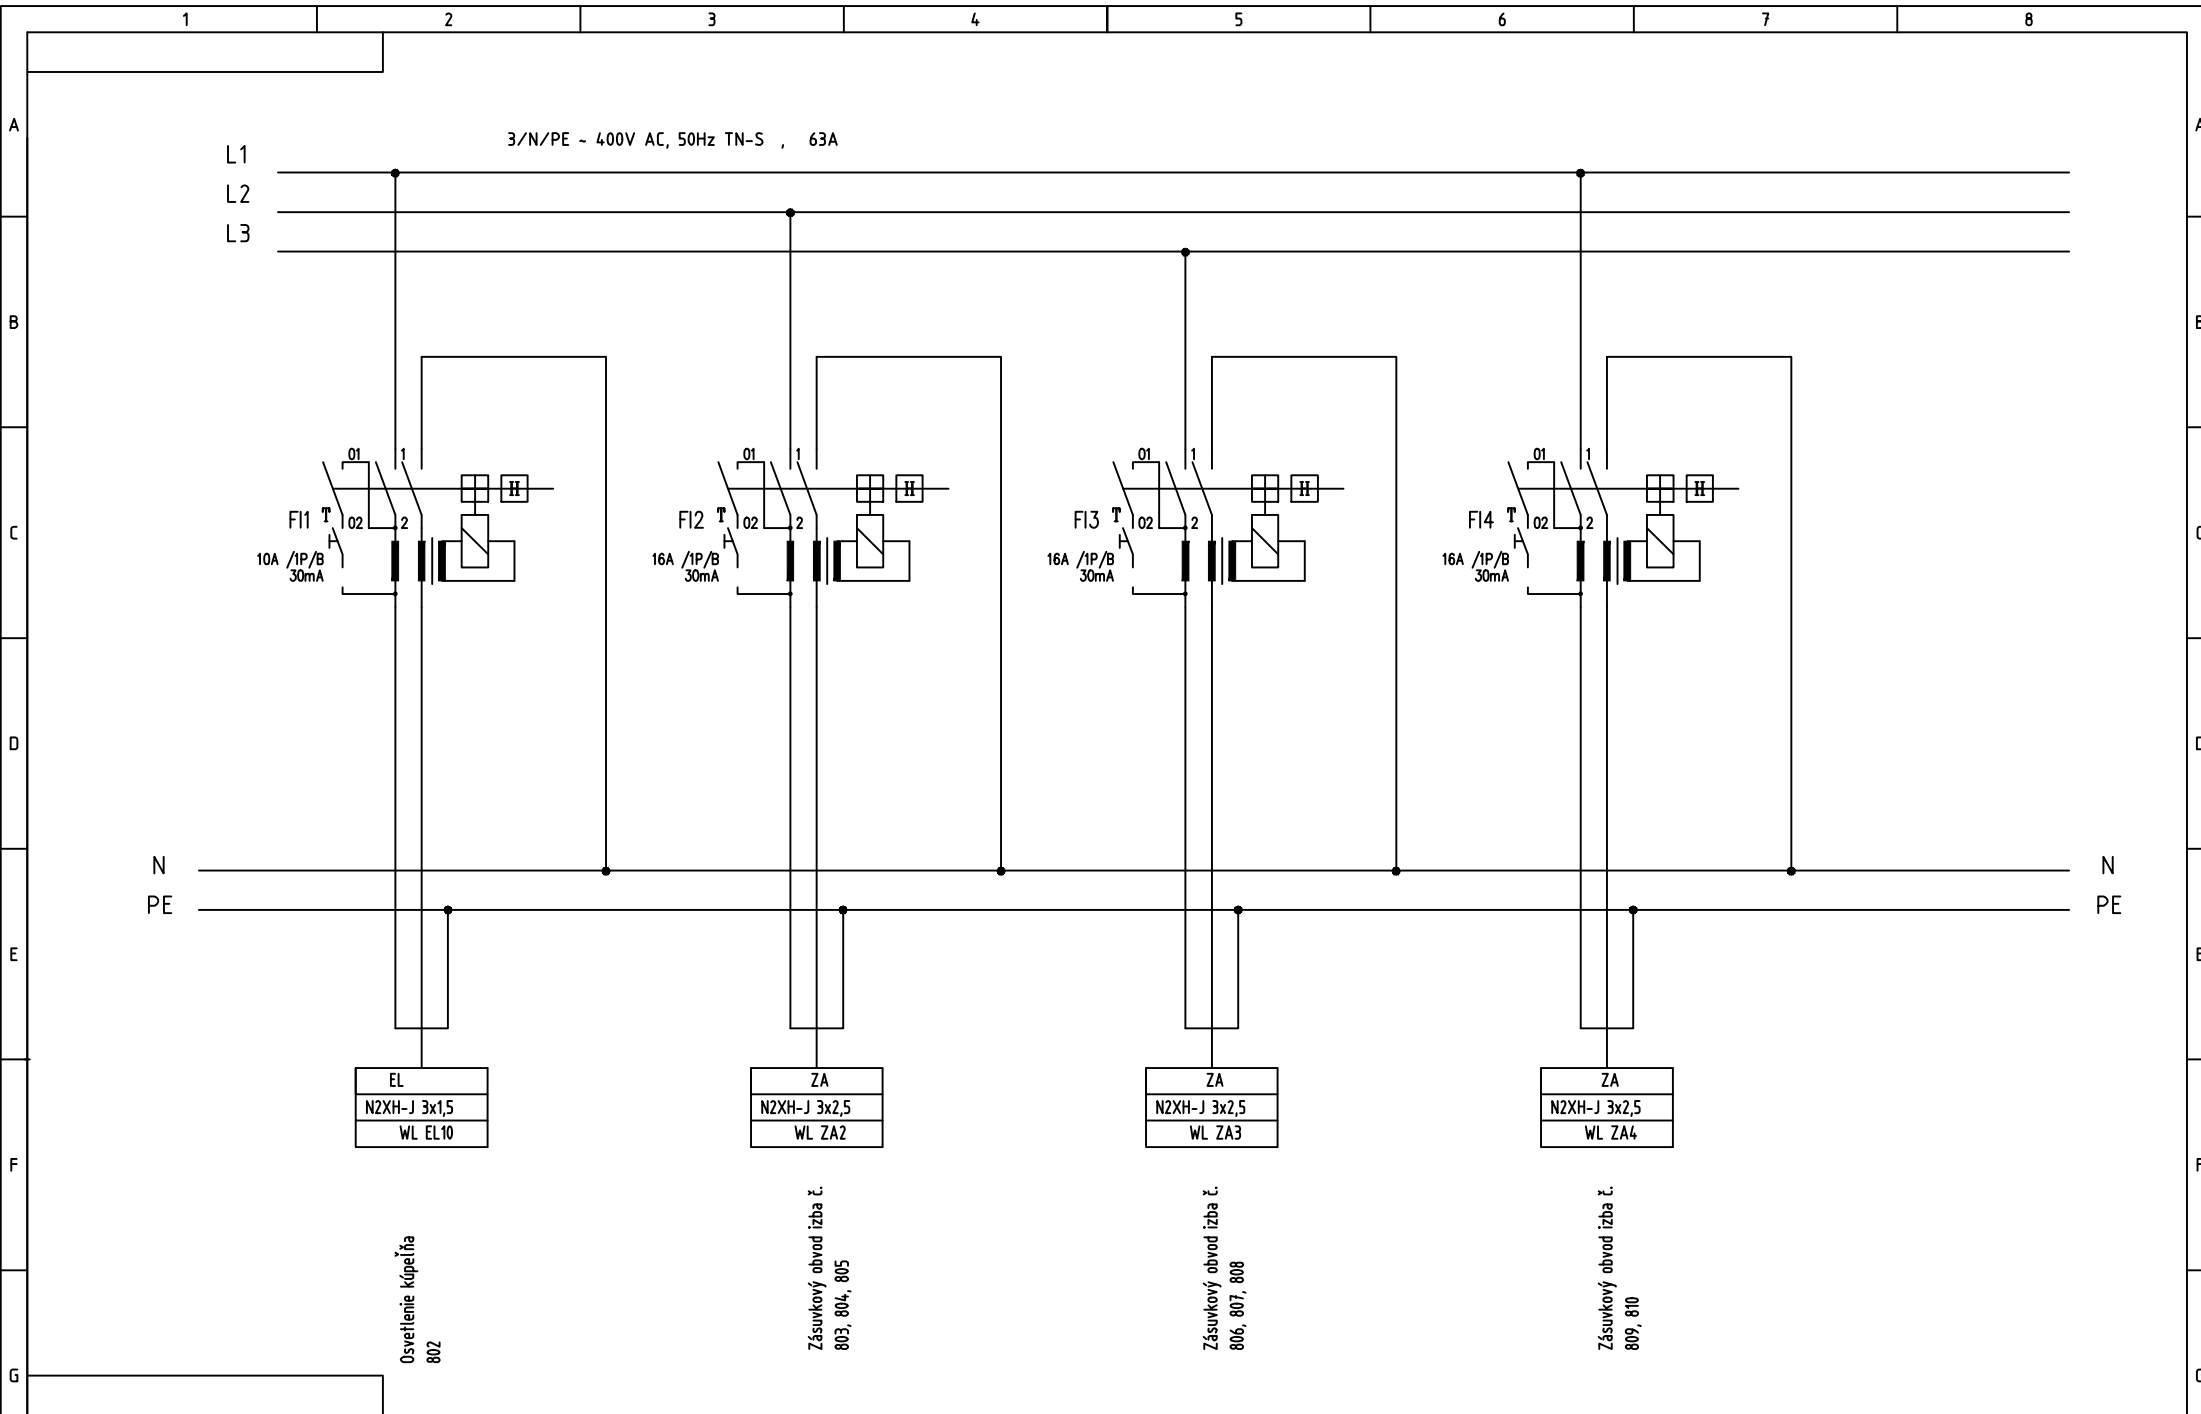 1 2 3 4 5 6 7 8
A
3/N/PE ~ 400V AC, 50Hz TN-S , 63A
L1
L2
L3
B
01 1 H
FI1 T 02 2
10A /1P/B
30mA
01 1 H
FI2 T 02 2
16A /1P/B
30mA
01 1 H
FI3 T 02 2
16A /1P/B
30mA
01 1 H
FI4 T 02 2
16A /1P/B
30mA
C
D
N N
PE PE
E
EL
N2XH-J 3x1,5
WL EL10
ZA
N2XH-J 3x2,5
WL ZA2
ZA
N2XH-J 3x2,5
WL ZA3
ZA
N2XH-J 3x2,5
WL ZA4
F
Osvetlenie kúpeľňa
802
Zásuvkový obvod izba č.
803, 804, 805
Zásuvkový obvod izba č.
806, 807, 808
Zásuvkový obvod izba č.
809, 810
G